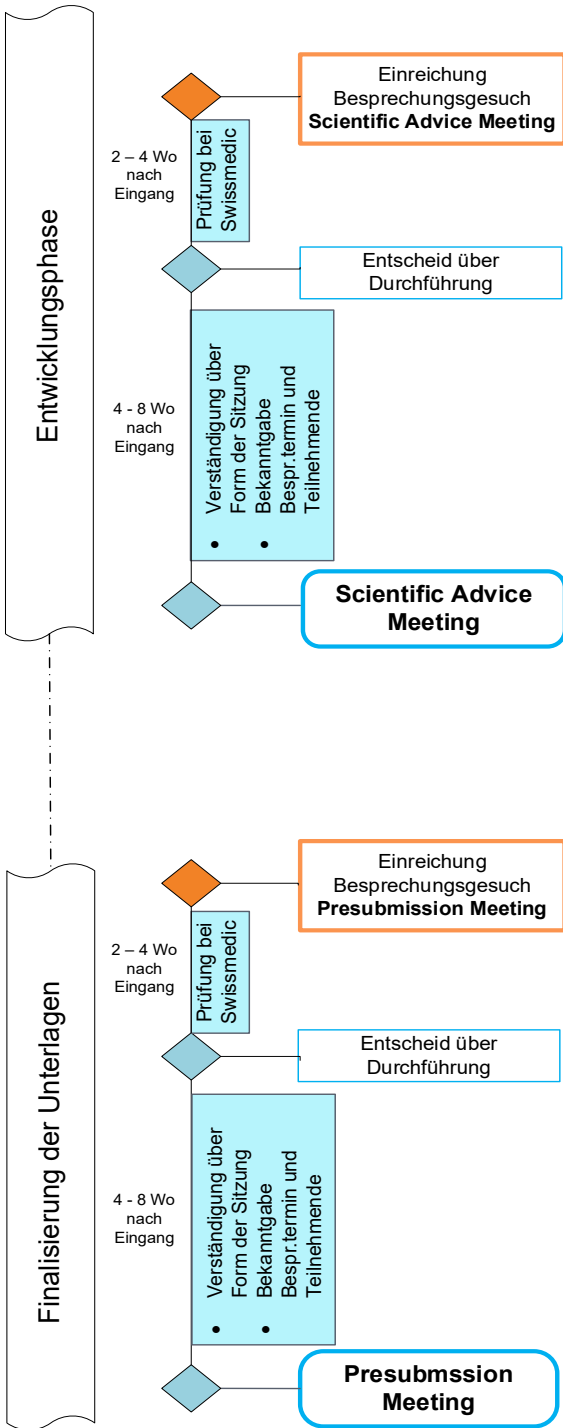 Entwicklungsphase
Einreichung
Besprechungsgesuch
Scientific Advice Meeting
2 – 4 Wo
nach
Eingang
Prüfung bei
Swissmedic
Entscheid über
Durchführung
4 - 8 Wo
nach
Eingang
• Verständigung über
Form der Sitzung
• Bekanntgabe
Bespr.termin und
Teilnehmende
Scientific Advice
Meeting
Finalisierung der Unterlagen
Einreichung
Besprechungsgesuch
Presubmission Meeting
2 – 4 Wo
nach
Eingang
Prüfung bei
Swissmedic
Entscheid über
Durchführung
4 - 8 Wo
nach
Eingang
• Verständigung über
Form der Sitzung
• Bekanntgabe
Bespr.termin und
Teilnehmende
Presubmssion
Meeting